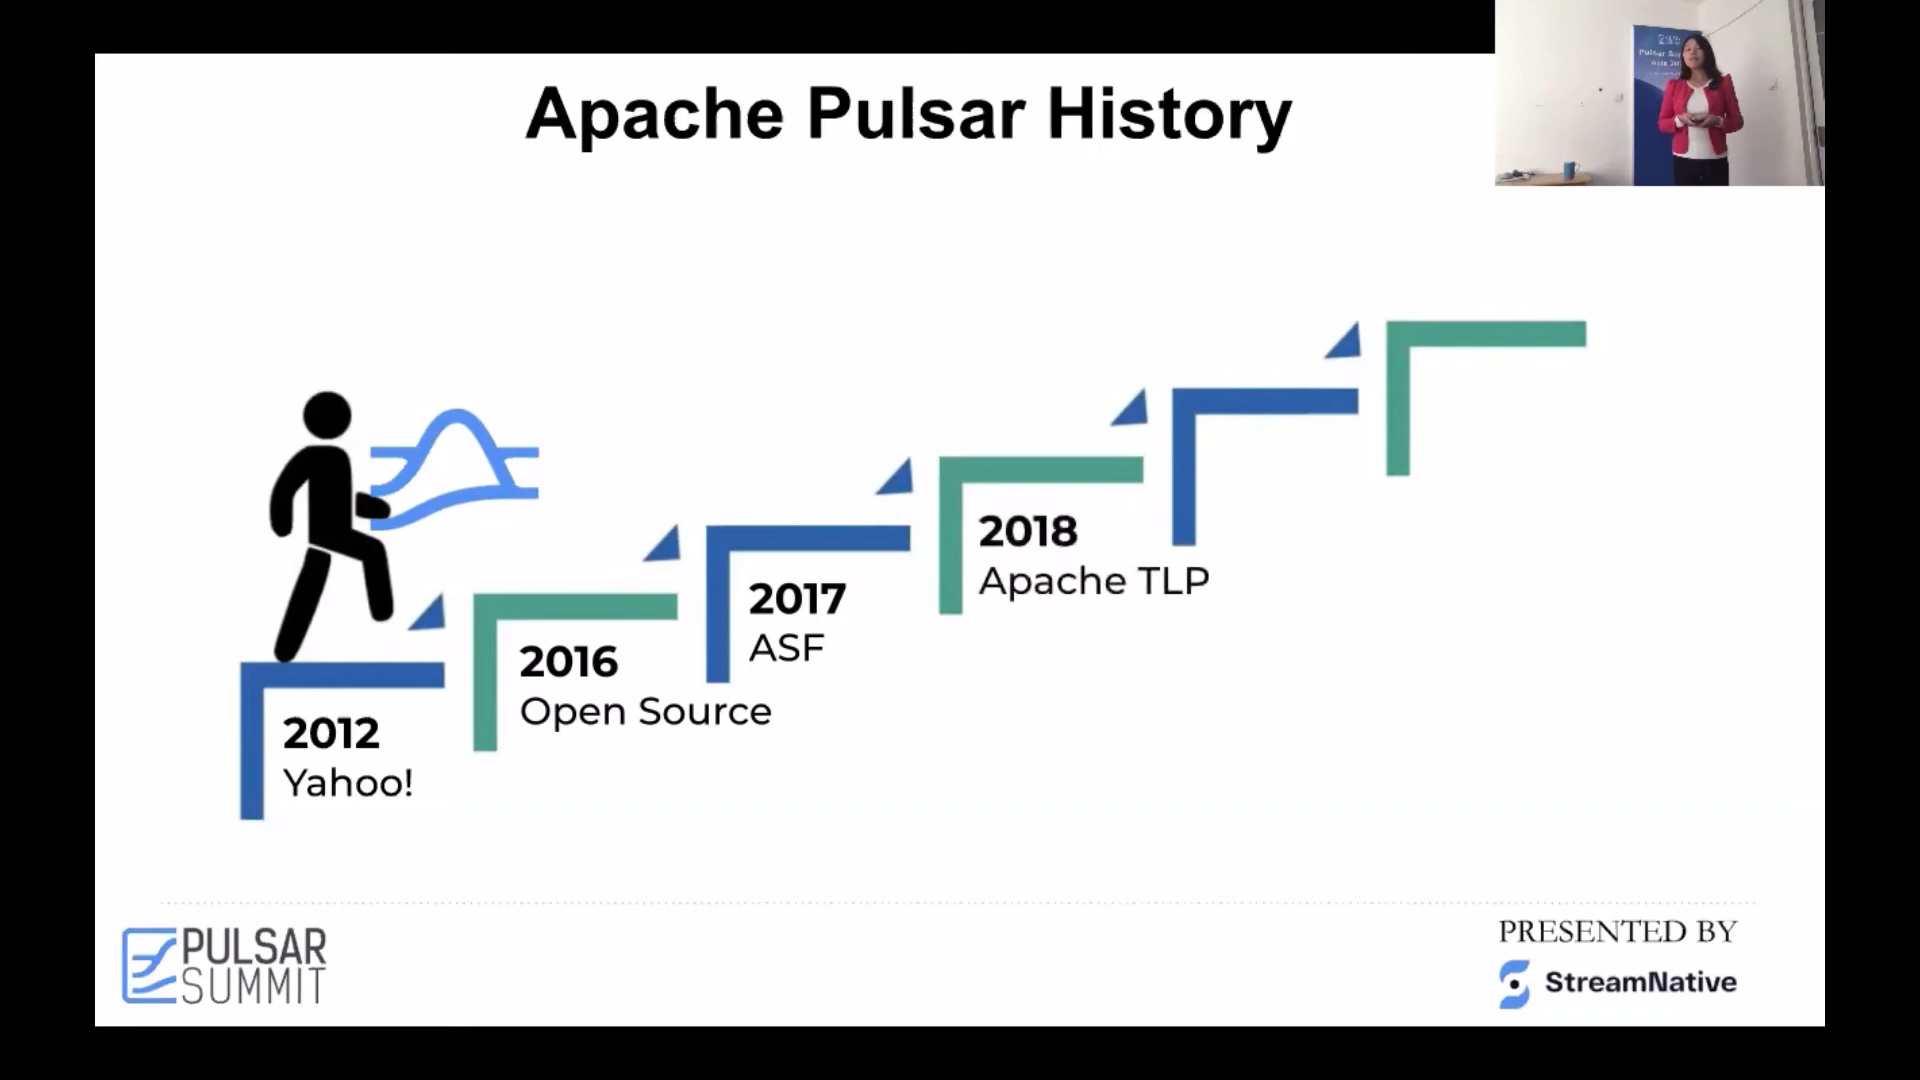 Apache Pulsar History
2012
Yahoo!
2016
Open Source
2017
ASF
2018
Apache TLP
PULSAR
SUMMIT
PRESENTED BY
StreamNative